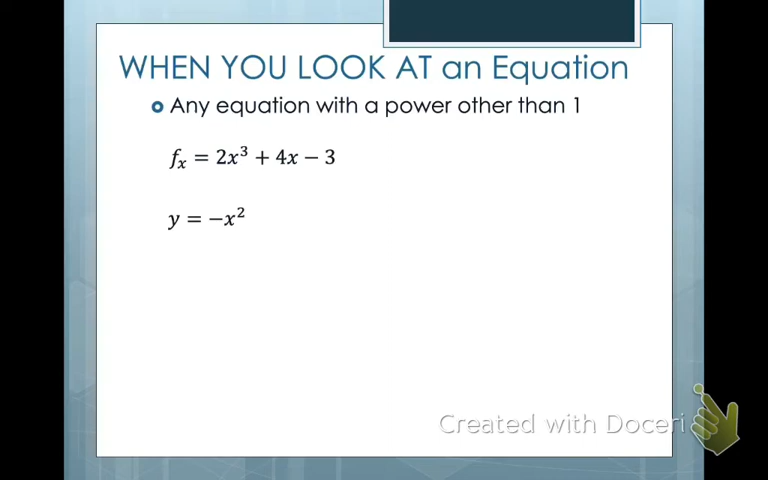 WHEN YOU LOOK AT an Equation
Any equation with a power other than 1
fₓ = 2x³ + 4x − 3
y = −x²
Created with Doceri